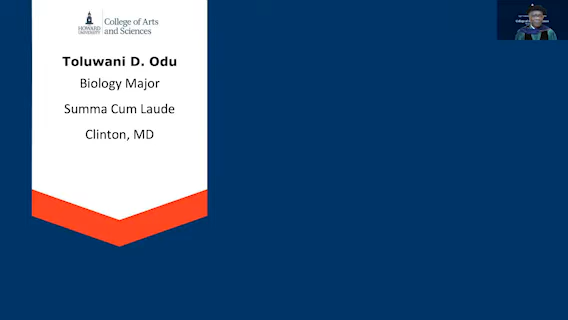 HOWARD
UNIVERSITY
College of Arts
and Sciences
Toluwani D. Odu
Biology Major
Summa Cum Laude
Clinton, MD